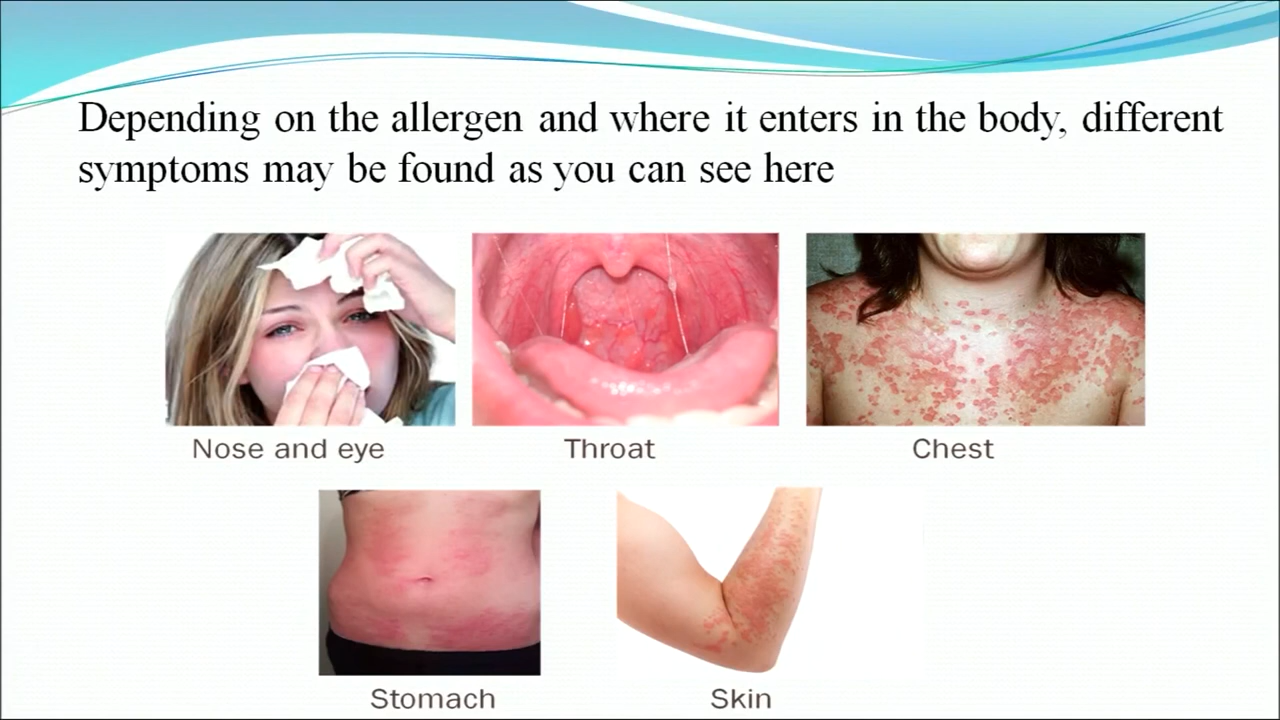 Depending on the allergen and where it enters in the body, different
symptoms may be found as you can see here
Nose and eye
Throat
Chest
Stomach
Skin